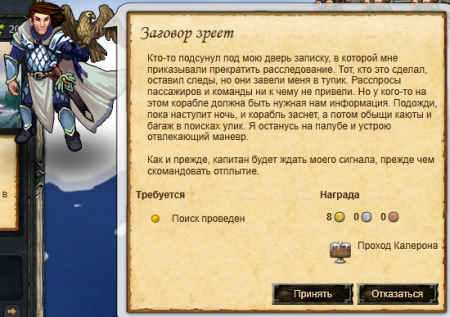 Заговор зреет
Кто-то подсунул под мою дверь записку, в которой мне
приказывали прекратить расследование. Тот, кто это сделал,
оставил следы, но они завели меня в тупик. Расспросы
пассажиров и команды ни к чему не привели. Но у кого-то на
этом корабле должна быть нужная нам информация. Подожди,
пока наступит ночь, и корабль заснет, а потом обыщи каюты и
багаж в поисках улик. Я останусь на палубе и устрою
отвлекающий маневр.
Как и прежде, капитан будет ждать моего сигнала, прежде чем
скомандовать отплытие.
Требуется Награда
Поиск проведен 8 0 0
Проход Калерона
Принять Отказаться
в